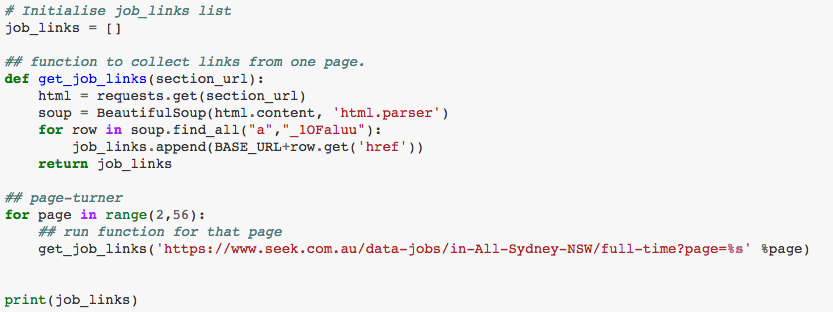 # Initialise job_links list
job_links = []
## function to collect links from one page.
def get_job_links(section_url):
    html = requests.get(section_url)
    soup = BeautifulSoup(html.content, 'html.parser')
    for row in soup.find_all("a","_1OFaluu"):
        job_links.append(BASE_URL+row.get('href'))
    return job_links
## page-turner
for page in range(2,56):
    ## run function for that page
    get_job_links('https://www.seek.com.au/data-jobs/in-All-Sydney-NSW/full-time?page=%s' %page)
print(job_links)